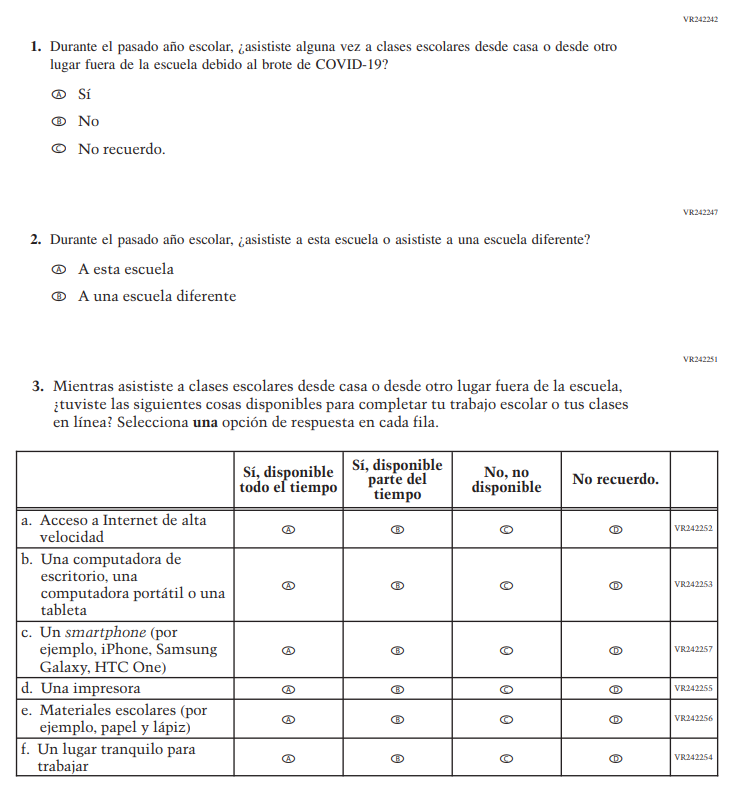 VR242242
1. Durante el pasado año escolar, ¿asististe alguna vez a clases escolares desde casa o desde otro
lugar fuera de la escuela debido al brote de COVID-19?
Ⓐ Sí
Ⓑ No
Ⓒ No recuerdo.
VR242247
2. Durante el pasado año escolar, ¿asististe a esta escuela o asististe a una escuela diferente?
Ⓐ A esta escuela
Ⓑ A una escuela diferente
VR242251
3. Mientras asististe a clases escolares desde casa o desde otro lugar fuera de la escuela,
¿tuviste las siguientes cosas disponibles para completar tu trabajo escolar o tus clases
en línea? Selecciona una opción de respuesta en cada fila.
Sí, disponible
todo el tiempo
Sí, disponible
parte del
tiempo
No, no
disponible
No recuerdo.
a. Acceso a Internet de alta
velocidad
Ⓐ Ⓑ Ⓒ Ⓓ VR242252
b. Una computadora de
escritorio, una
computadora portátil o una
tableta
Ⓐ Ⓑ Ⓒ Ⓓ VR242253
c. Un smartphone (por
ejemplo, iPhone, Samsung
Galaxy, HTC One)
Ⓐ Ⓑ Ⓒ Ⓓ VR242257
d. Una impresora Ⓐ Ⓑ Ⓒ Ⓓ VR242255
e. Materiales escolares (por
ejemplo, papel y lápiz)
Ⓐ Ⓑ Ⓒ Ⓓ VR242256
f. Un lugar tranquilo para
trabajar
Ⓐ Ⓑ Ⓒ Ⓓ VR242254